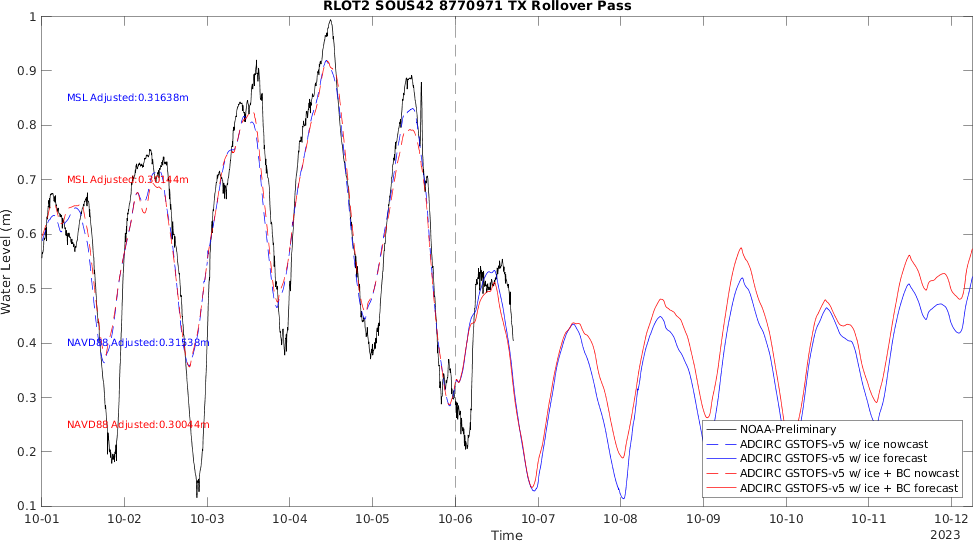 RLOT2 SOUS42 8770971 TX Rollover Pass
1
0.9
0.8
0.7
0.6
0.5
0.4
0.3
0.2
0.1
Water Level (m)
MSL Adjusted:0.31638m
MSL Adjusted:0.30144m
NAVD88 Adjusted:0.31538m
NAVD88 Adjusted:0.30044m
NOAA-Preliminary
ADCIRC GSTOFS-v5 w/ ice nowcast
ADCIRC GSTOFS-v5 w/ ice forecast
ADCIRC GSTOFS-v5 w/ ice + BC nowcast
ADCIRC GSTOFS-v5 w/ ice + BC forecast
10-01 10-02 10-03 10-04 10-05 10-06 10-07 10-08 10-09 10-10 10-11 10-12
Time
2023